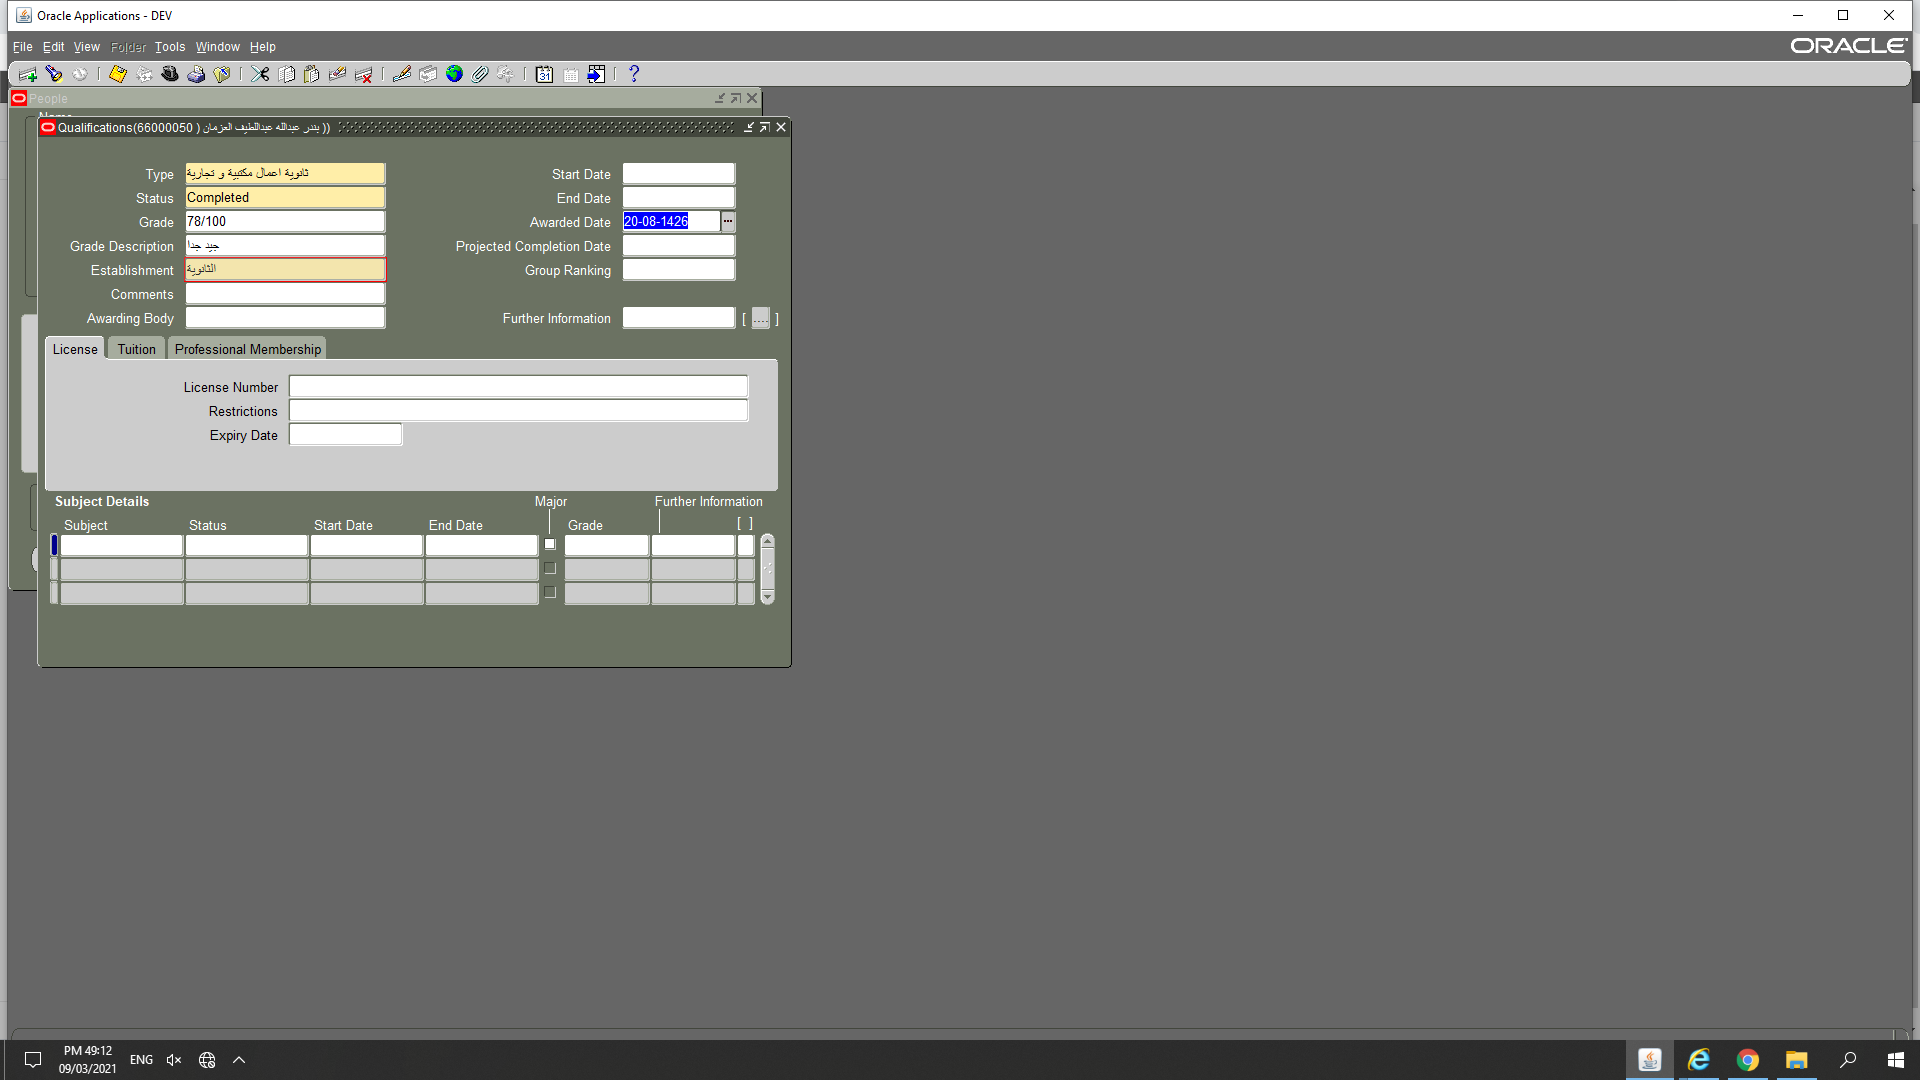 Oracle Applications - DEV
File Edit View Folder Tools Window Help
ORACLE
People
Name
Qualifications(66000050 ) بندر عبدالله عبداللطيف العزمان ))
Type ثانوية اعمال مكتبية و تجارية Start Date
Status Completed End Date
Grade 78/100 Awarded Date 20-08-1426
Grade Description جيد جدا Projected Completion Date
Establishment الثانوية Group Ranking
Comments
Awarding Body Further Information [ .... ]
License Tuition Professional Membership
License Number
Restrictions
Expiry Date
Subject Details Major Further Information
Subject Status Start Date End Date Grade [ ]
PM 49:12
ENG
09/03/2021